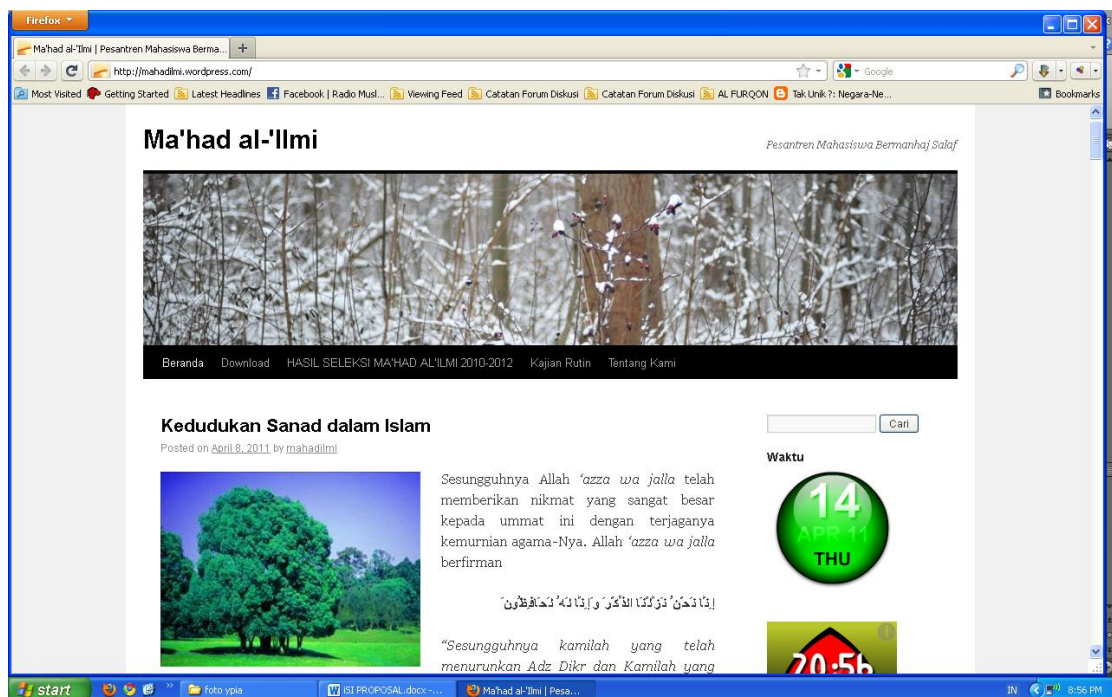 Firefox
Ma'had al-'Ilmi | Pesantren Mahasiswa Berma...
http://mahadilmi.wordpress.com/
Google
Most Visited Getting Started Latest Headlines Facebook | Radio Musl... Viewing Feed Catatan Forum Diskusi Catatan Forum Diskusi AL FURQON Tak Unik ?: Negara-Ne... Bookmarks
Ma'had al-'Ilmi
Pesantren Mahasiswa Bermanhaj Salaf
Beranda Download HASIL SELEKSI MA'HAD AL'ILMI 2010-2012 Kajian Rutin Tentang Kami
Kedudukan Sanad dalam Islam
Posted on April 8, 2011 by mahadilmi
Sesungguhnya Allah ‘azza wa jalla telah
memberikan nikmat yang sangat besar
kepada ummat ini dengan terjaganya
kemurnian agama-Nya. Allah ‘azza wa jalla
berfirman
إِنَّا نَحْنُ نَزَّلْنَا الذِّكْرَ وَإِنَّا لَهُ لَحَافِظُونَ
“Sesungguhnya kamilah yang telah
menurunkan Adz Dikr dan Kamilah yang
Cari
Waktu
14
APR 11
THU
20:56
start
foto ypia
ISI PROPOSAL.docx -...
Ma'had al-'Ilmi | Pesa...
IN
8:56 PM